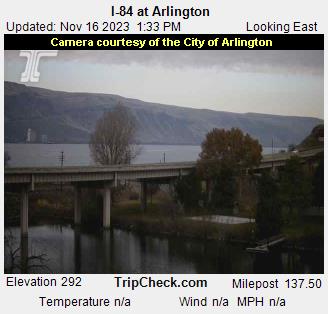 I-84 at Arlington
Updated: Nov 16 2023 1:33 PM Looking East
Camera courtesy of the City of Arlington
Elevation 292 TripCheck.com Milepost 137.50
Temperature n/a Wind n/a MPH n/a